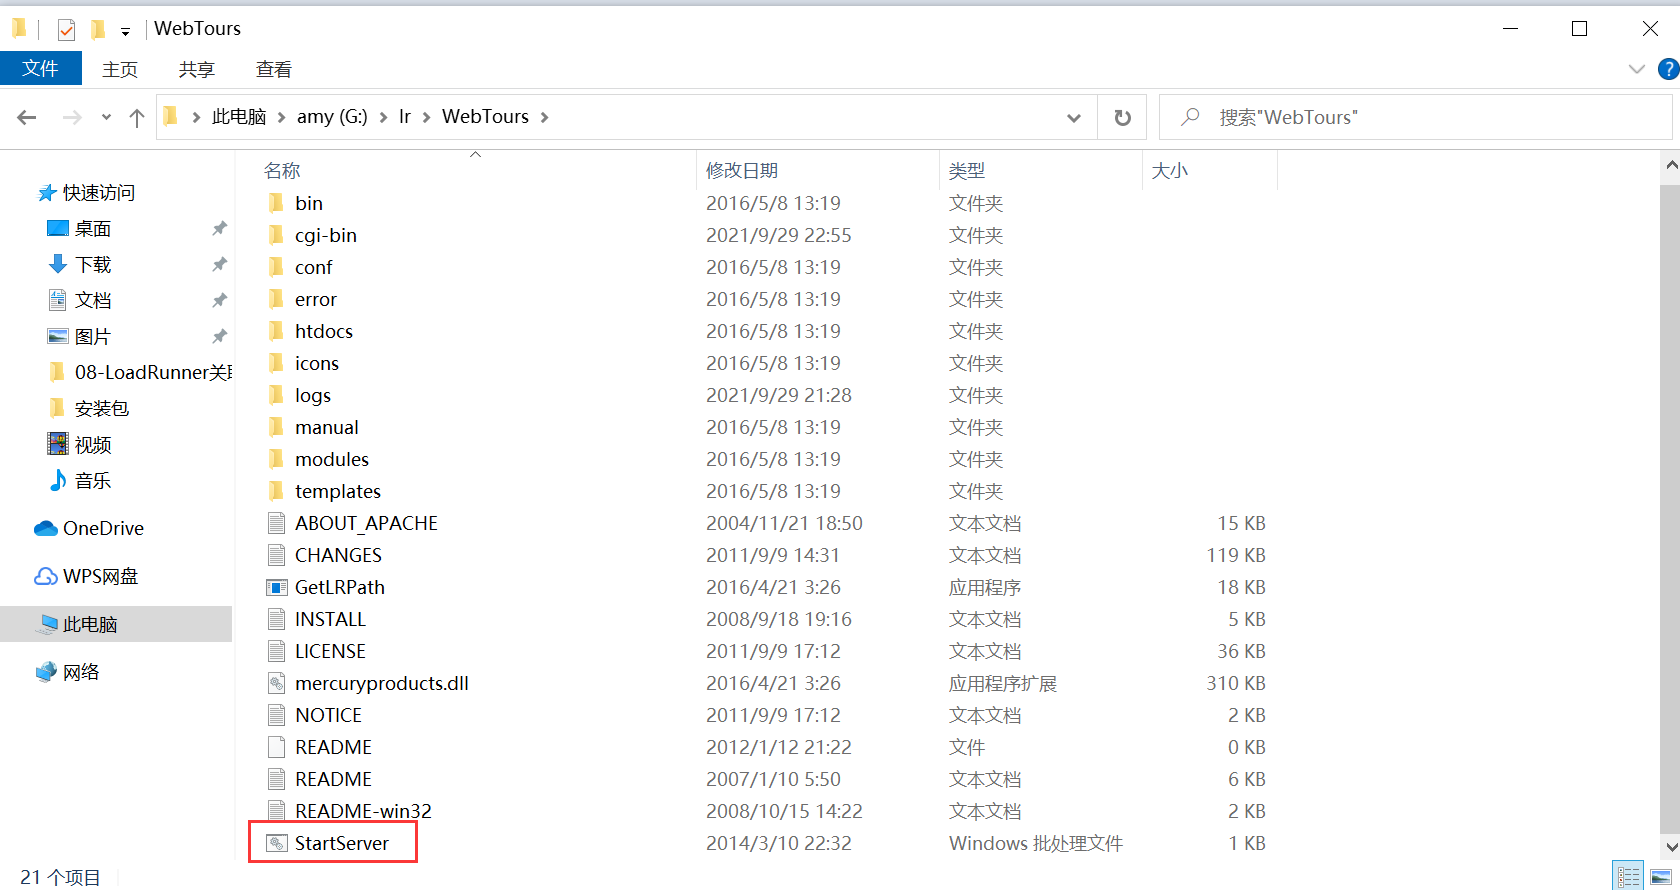 WebTours
文件 主页 共享 查看
此电脑 amy (G:) lr WebTours 搜索"WebTours"
名称 修改日期 类型 大小
快速访问
桌面
下载
文档
图片
08-LoadRunner关
安装包
视频
音乐
OneDrive
WPS网盘
此电脑
网络
bin 2016/5/8 13:19 文件夹
cgi-bin 2021/9/29 22:55 文件夹
conf 2016/5/8 13:19 文件夹
error 2016/5/8 13:19 文件夹
htdocs 2016/5/8 13:19 文件夹
icons 2016/5/8 13:19 文件夹
logs 2021/9/29 21:28 文件夹
manual 2016/5/8 13:19 文件夹
modules 2016/5/8 13:19 文件夹
templates 2016/5/8 13:19 文件夹
ABOUT_APACHE 2004/11/21 18:50 文本文档 15 KB
CHANGES 2011/9/9 14:31 文本文档 119 KB
GetLRPath 2016/4/21 3:26 应用程序 18 KB
INSTALL 2008/9/18 19:16 文本文档 5 KB
LICENSE 2011/9/9 17:12 文本文档 36 KB
mercuryproducts.dll 2016/4/21 3:26 应用程序扩展 310 KB
NOTICE 2011/9/9 17:12 文本文档 2 KB
README 2012/1/12 21:22 文件 0 KB
README 2007/1/10 5:50 文本文档 6 KB
README-win32 2008/10/15 14:22 文本文档 2 KB
StartServer 2014/3/10 22:32 Windows 批处理文件 1 KB
21 个项目